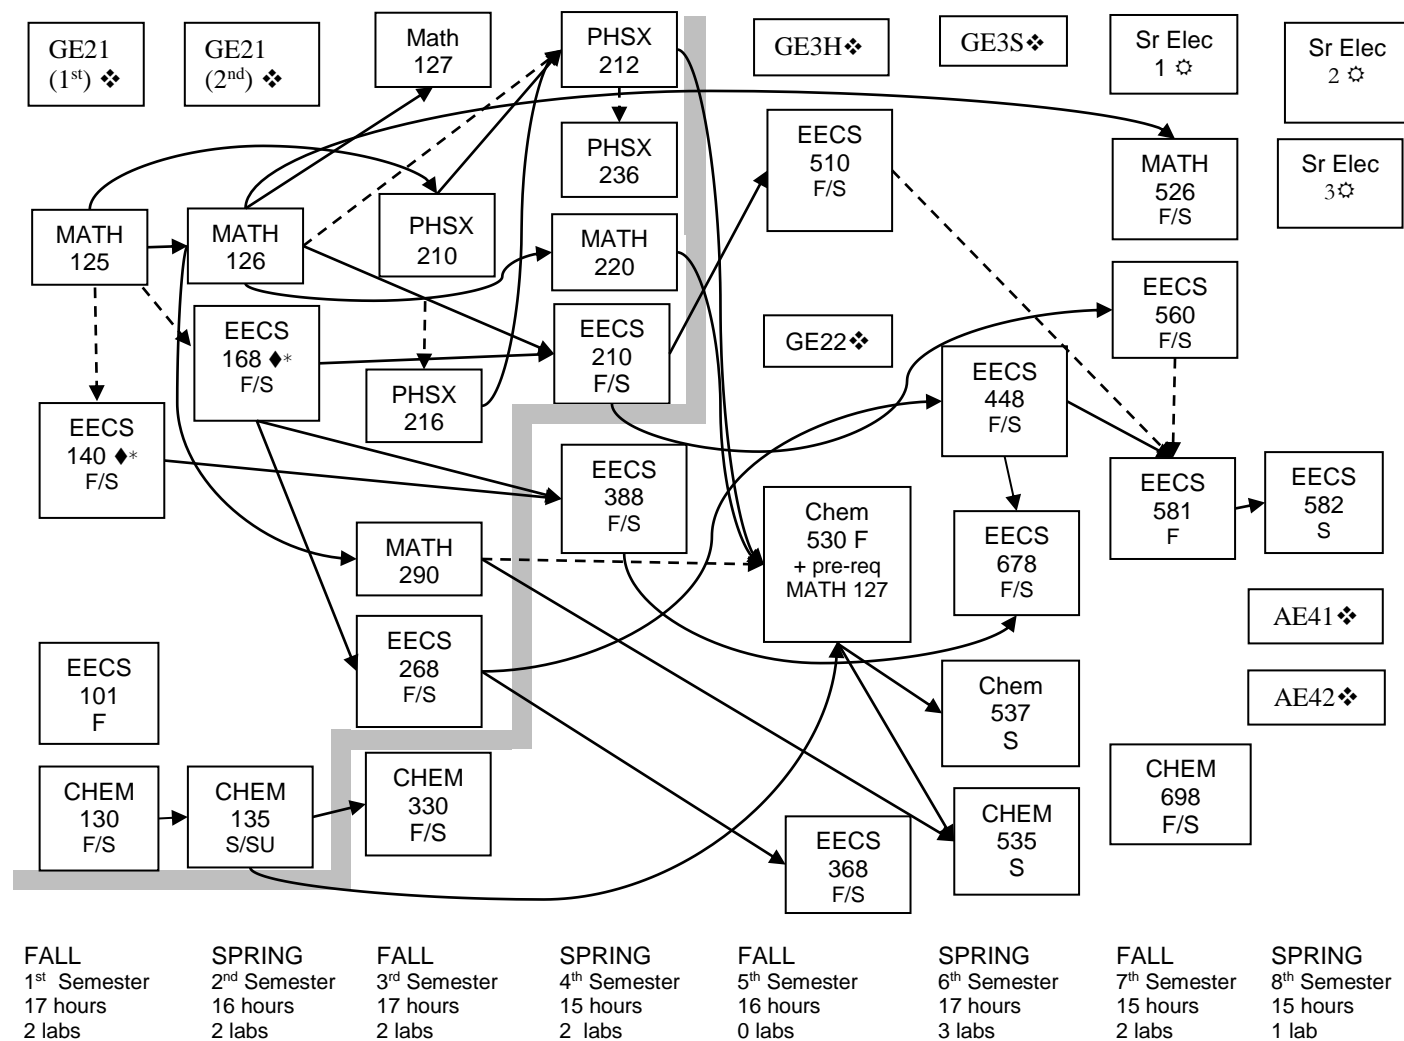 GE21
(1st) ❖
GE21
(2nd) ❖
Math
127
PHSX
212
GE3H❖
GE3S❖
Sr Elec
1 ☼
Sr Elec
2 ☼
PHSX
236
EECS
510
F/S
MATH
526
F/S
Sr Elec
3☼
MATH
125
MATH
126
PHSX
210
MATH
220
EECS
168 ♦*
F/S
EECS
210
F/S
GE22❖
EECS
560
F/S
EECS
140 ♦*
F/S
PHSX
216
EECS
448
F/S
EECS
388
F/S
EECS
581
F
EECS
582
S
MATH
290
Chem
530 F
+ pre-req
MATH 127
EECS
678
F/S
AE41❖
EECS
101
F
EECS
268
F/S
Chem
537
S
AE42❖
CHEM
130
F/S
CHEM
135
S/SU
CHEM
330
F/S
EECS
368
F/S
CHEM
535
S
CHEM
698
F/S
FALL
1st Semester
17 hours
2 labs
SPRING
2nd Semester
16 hours
2 labs
FALL
3rd Semester
17 hours
2 labs
SPRING
4th Semester
15 hours
2 labs
FALL
5th Semester
16 hours
0 labs
SPRING
6th Semester
17 hours
3 labs
FALL
7th Semester
15 hours
2 labs
SPRING
8th Semester
15 hours
1 lab